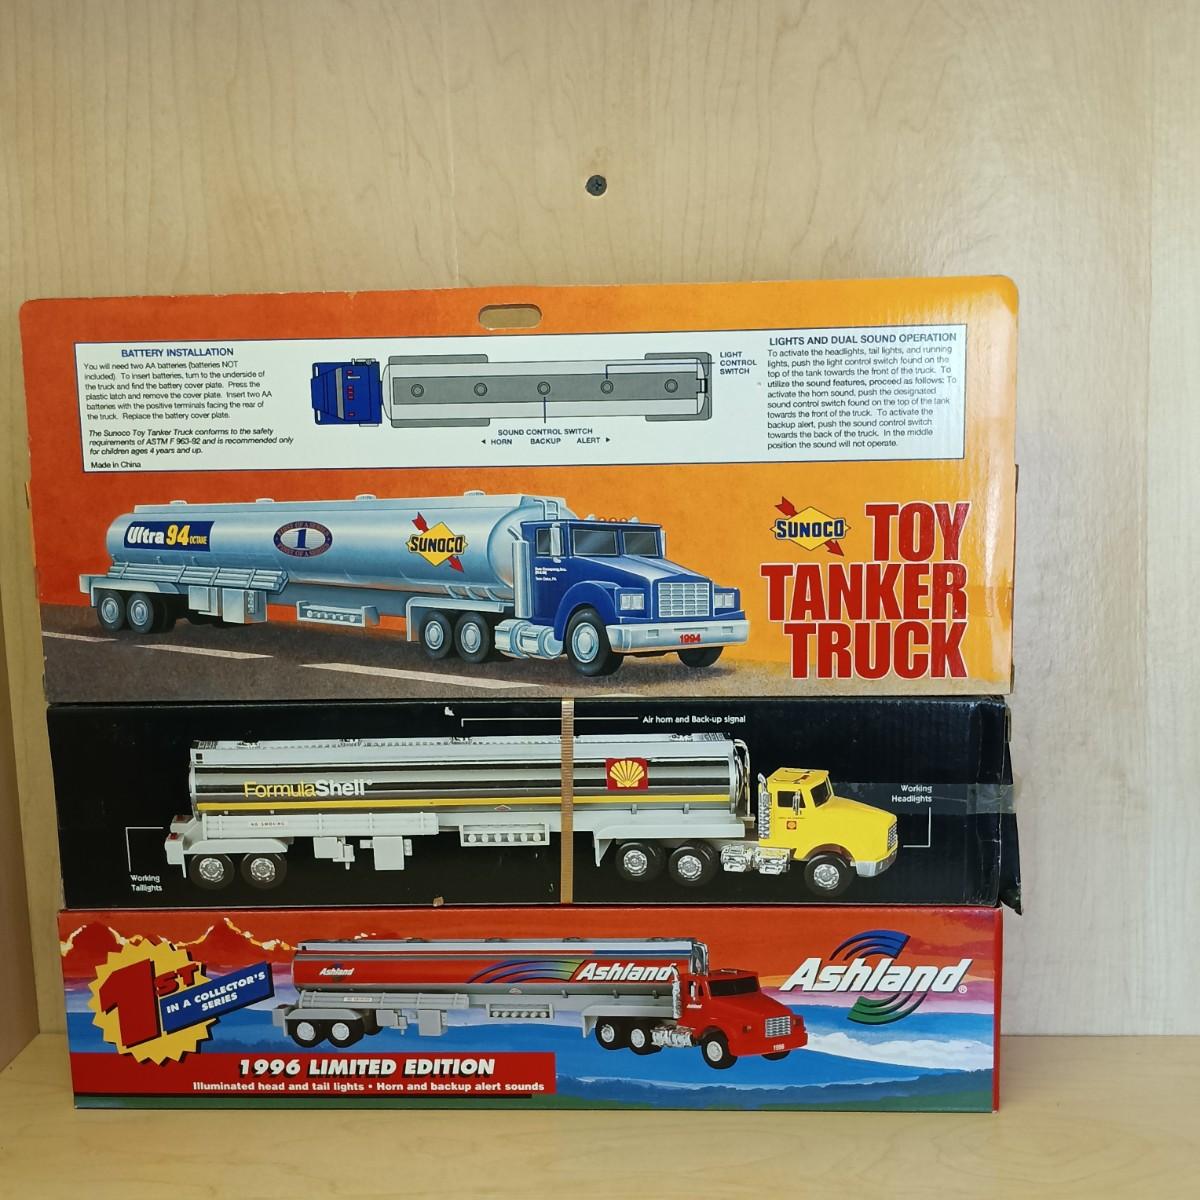 BATTERY INSTALLATION
You will need two AA batteries (batteries NOT
included). To insert batteries, turn to the underside of
the truck and find the battery cover plate. Press the
plastic latch and remove the cover plate. Insert two AA
batteries with the positive terminals facing the rear of
the truck. Replace the battery cover plate.
The Sunoco Toy Tanker Truck conforms to the safety
requirements of ASTM F 963-92 and is recommended only
for children ages 4 years and up.
Made in China
LIGHT
CONTROL
SWITCH
SOUND CONTROL SWITCH
◄ HORN BACKUP ALERT ►
LIGHTS AND DUAL SOUND OPERATION
To activate the headlights, tail lights, and running
lights, push the light control switch found on the
top of the tank towards the front of the truck. To
utilize the sound features, proceed as follows: To
activate the horn sound, push the designated
sound control switch found on the top of the tank
towards the front of the truck. To activate the
backup alert, push the sound control switch
towards the back of the truck. In the middle
position the sound will not operate.
Ultra 94 OCTANE
1
SUNOCO
1994
SUNOCO
TOY
TANKER
TRUCK
Air horn and Back-up signal
FormulaShell®
NO SMOKING
Working
Headlights
Working
Taillights
1ST
IN A COLLECTOR'S
SERIES
Ashland
Ashland
Ashland
1996
Ashland®
1996 LIMITED EDITION
Illuminated head and tail lights • Horn and backup alert sounds